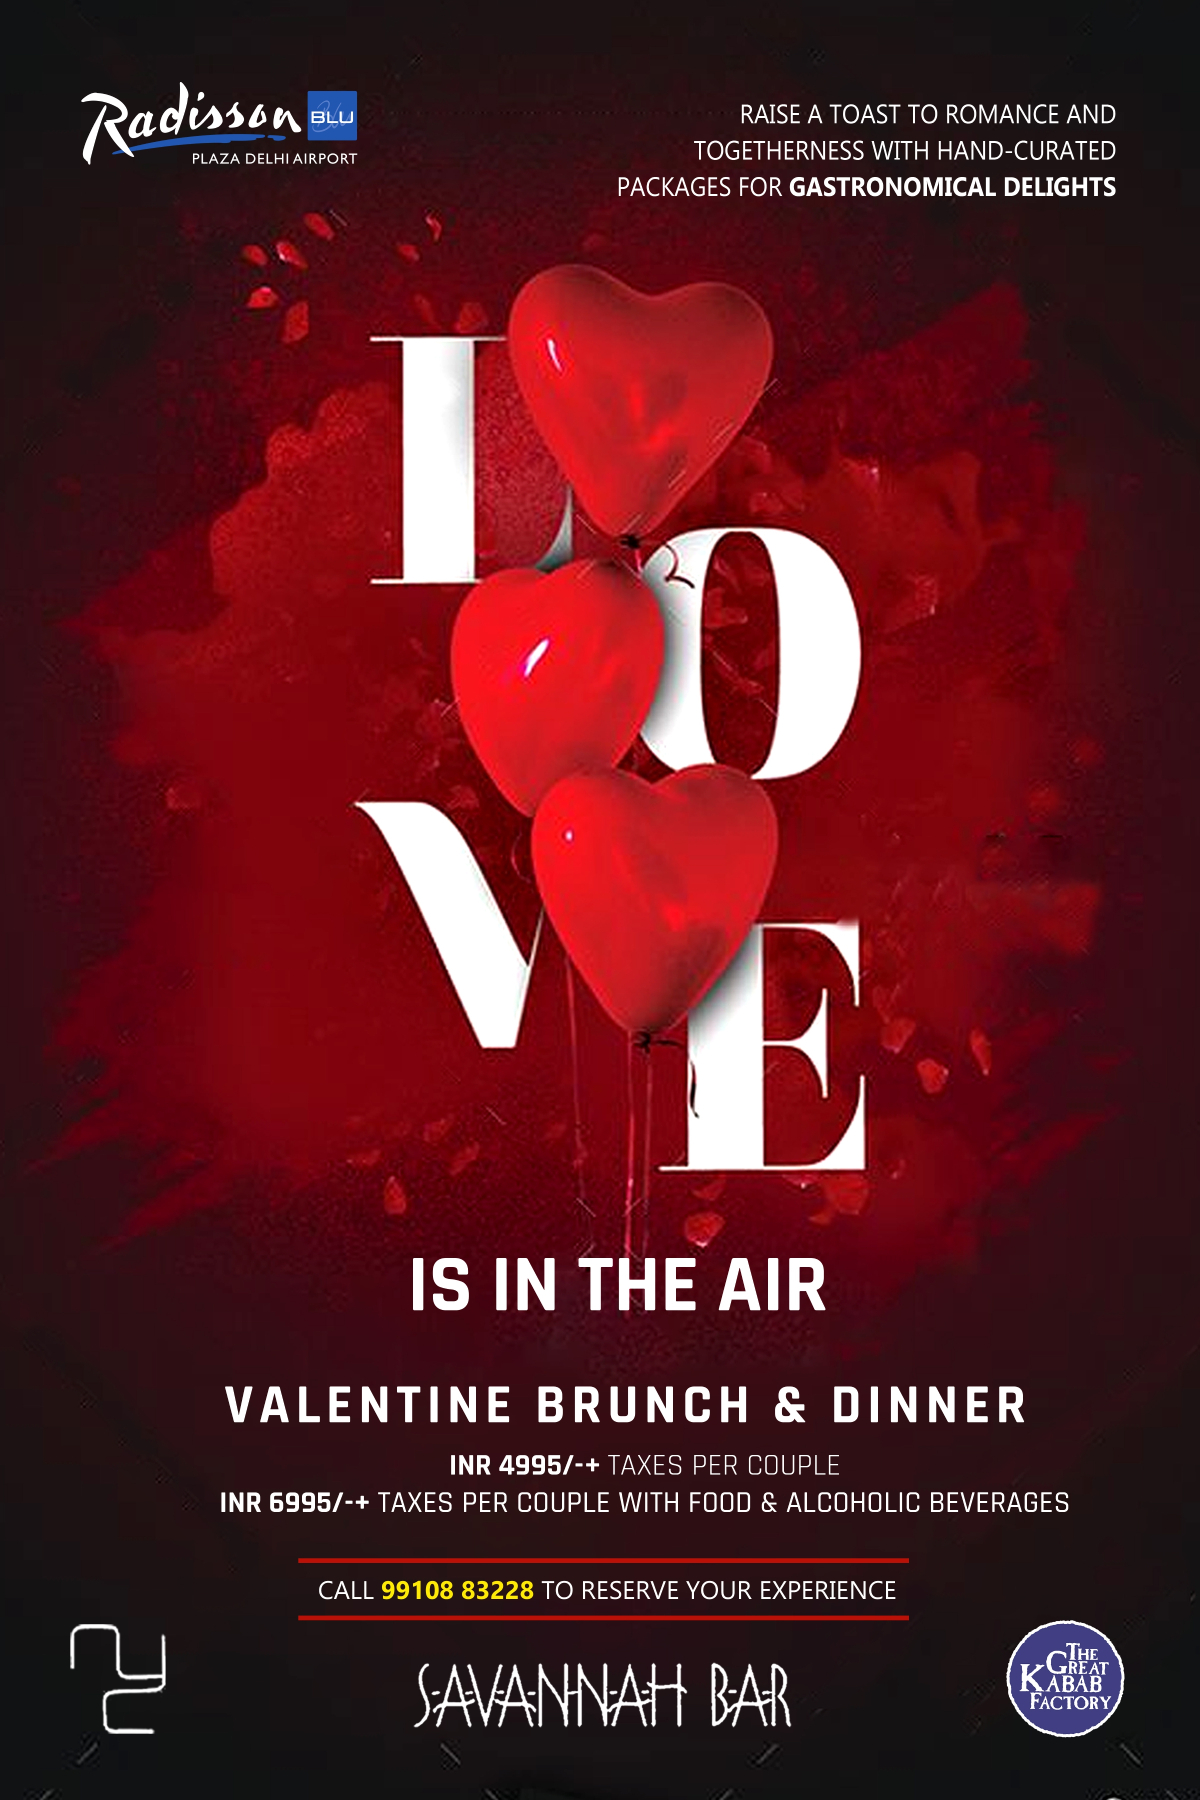 Radisson BLU
PLAZA DELHI AIRPORT
RAISE A TOAST TO ROMANCE AND
TOGETHERNESS WITH HAND-CURATED
PACKAGES FOR GASTRONOMICAL DELIGHTS
L
O
V
E
IS IN THE AIR
VALENTINE BRUNCH & DINNER
INR 4995/-+ TAXES PER COUPLE
INR 6995/-+ TAXES PER COUPLE WITH FOOD & ALCOHOLIC BEVERAGES
CALL 99108 83228 TO RESERVE YOUR EXPERIENCE
NYC
SAVANNAH BAR
THE
GREAT
KABAB
FACTORY